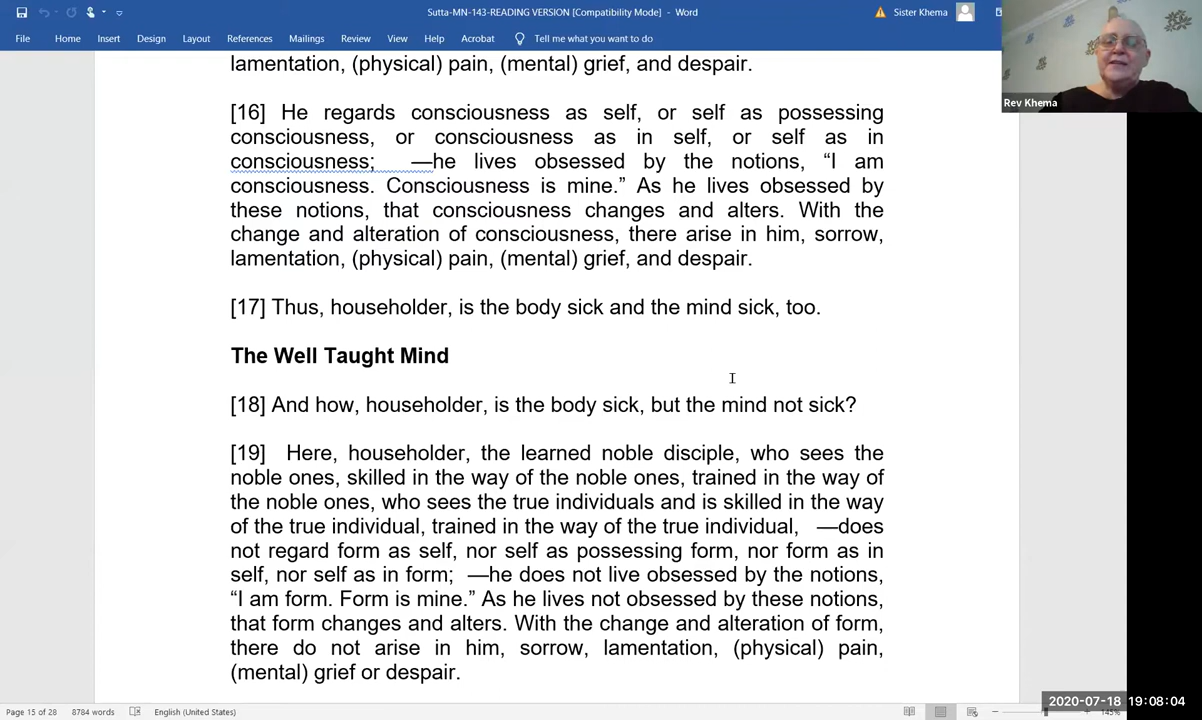 Sutta-MN-143-READING VERSION [Compatibility Mode] - Word
Sister Khema
File Home Insert Design Layout References Mailings Review View Help Acrobat Tell me what you want to do
Rev Khema
lamentation, (physical) pain, (mental) grief, and despair.
[16] He regards consciousness as self, or self as possessing
consciousness, or consciousness as in self, or self as in
consciousness; —he lives obsessed by the notions, “I am
consciousness. Consciousness is mine.” As he lives obsessed by
these notions, that consciousness changes and alters. With the
change and alteration of consciousness, there arise in him, sorrow,
lamentation, (physical) pain, (mental) grief, and despair.
[17] Thus, householder, is the body sick and the mind sick, too.
The Well Taught Mind
[18] And how, householder, is the body sick, but the mind not sick?
[19] Here, householder, the learned noble disciple, who sees the
noble ones, skilled in the way of the noble ones, trained in the way of
the noble ones, who sees the true individuals and is skilled in the way
of the true individual, trained in the way of the true individual, —does
not regard form as self, nor self as possessing form, nor form as in
self, nor self as in form; —he does not live obsessed by the notions,
“I am form. Form is mine.” As he lives not obsessed by these notions,
that form changes and alters. With the change and alteration of form,
there do not arise in him, sorrow, lamentation, (physical) pain,
(mental) grief or despair.
Page 15 of 28 8784 words English (United States)
2020-07-18 19:08:04
145%